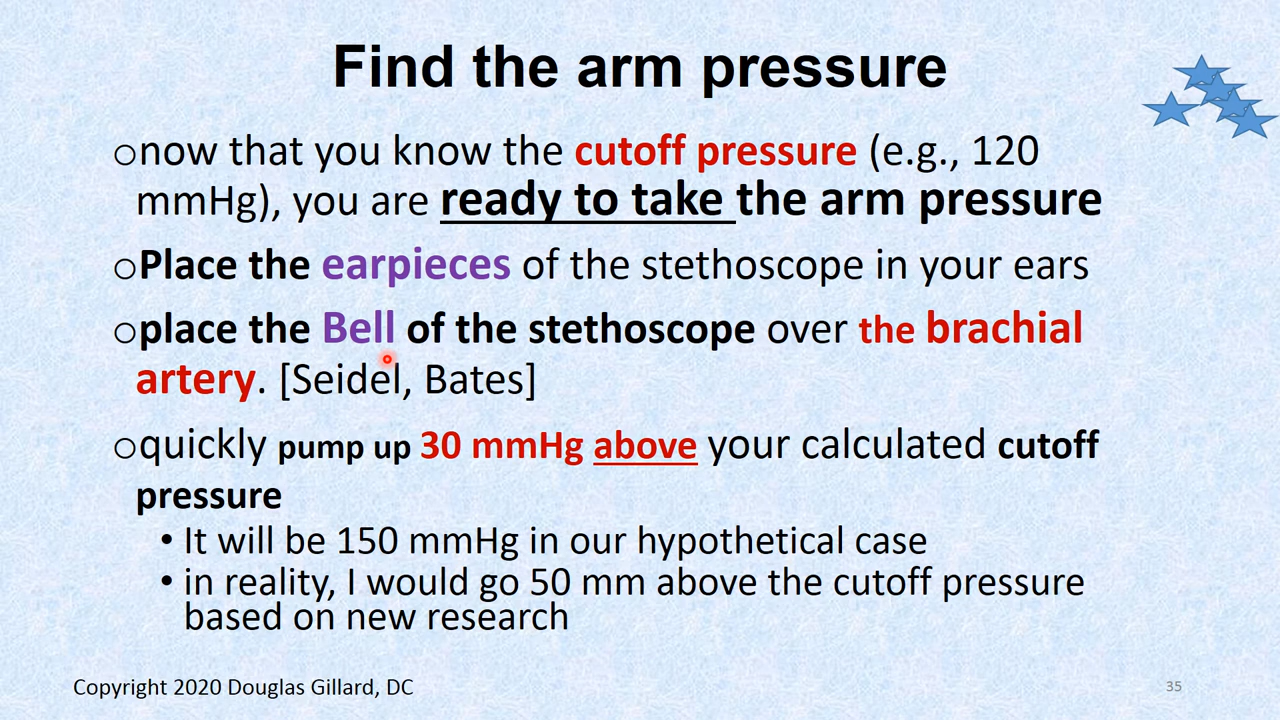 Find the arm pressure
○now that you know the cutoff pressure (e.g., 120
mmHg), you are ready to take the arm pressure
○Place the earpieces of the stethoscope in your ears
○place the Bell of the stethoscope over the brachial
artery. [Seidel, Bates]
○quickly pump up 30 mmHg above your calculated cutoff
pressure
• It will be 150 mmHg in our hypothetical case
• in reality, I would go 50 mm above the cutoff pressure
based on new research
Copyright 2020 Douglas Gillard, DC
35